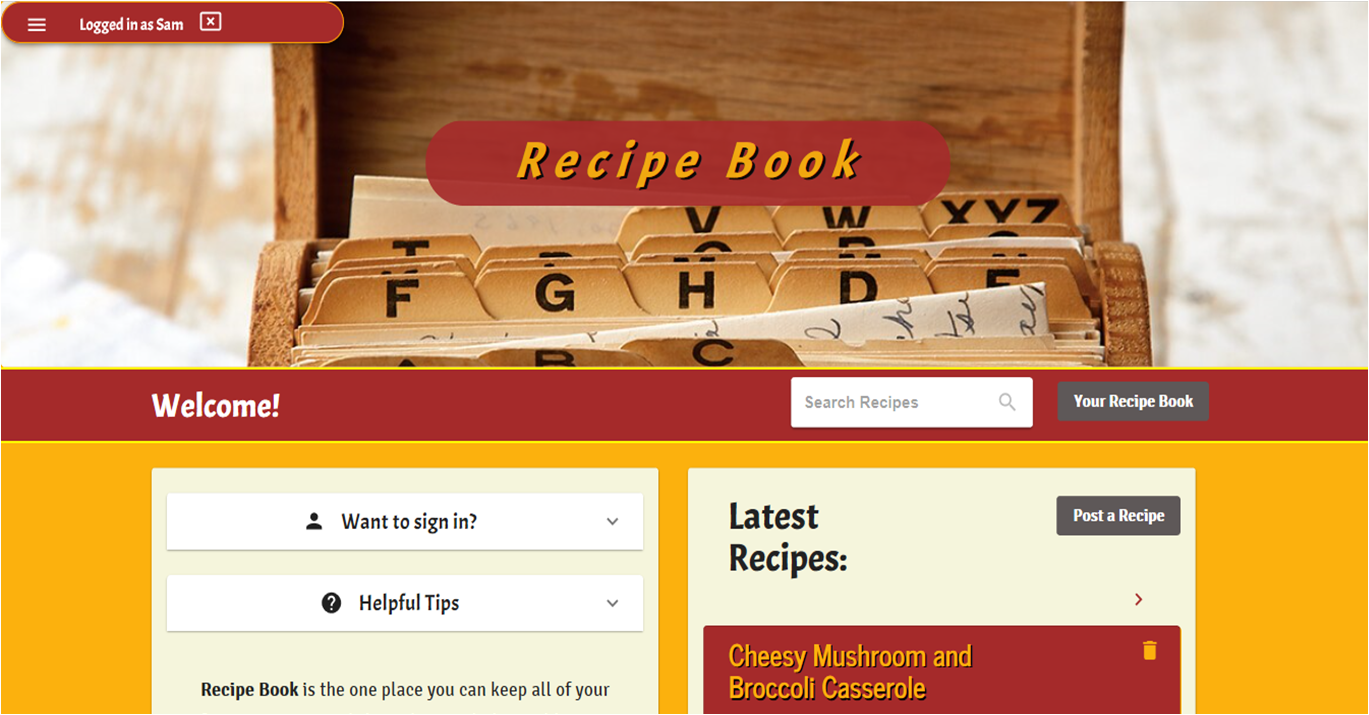 Logged in as Sam
Recipe Book
V W XYZ
T
F G H D E
A B C
Welcome!
Search Recipes
Your Recipe Book
Want to sign in?
Helpful Tips
Recipe Book is the one place you can keep all of your
Latest
Recipes:
Post a Recipe
Cheesy Mushroom and
Broccoli Casserole